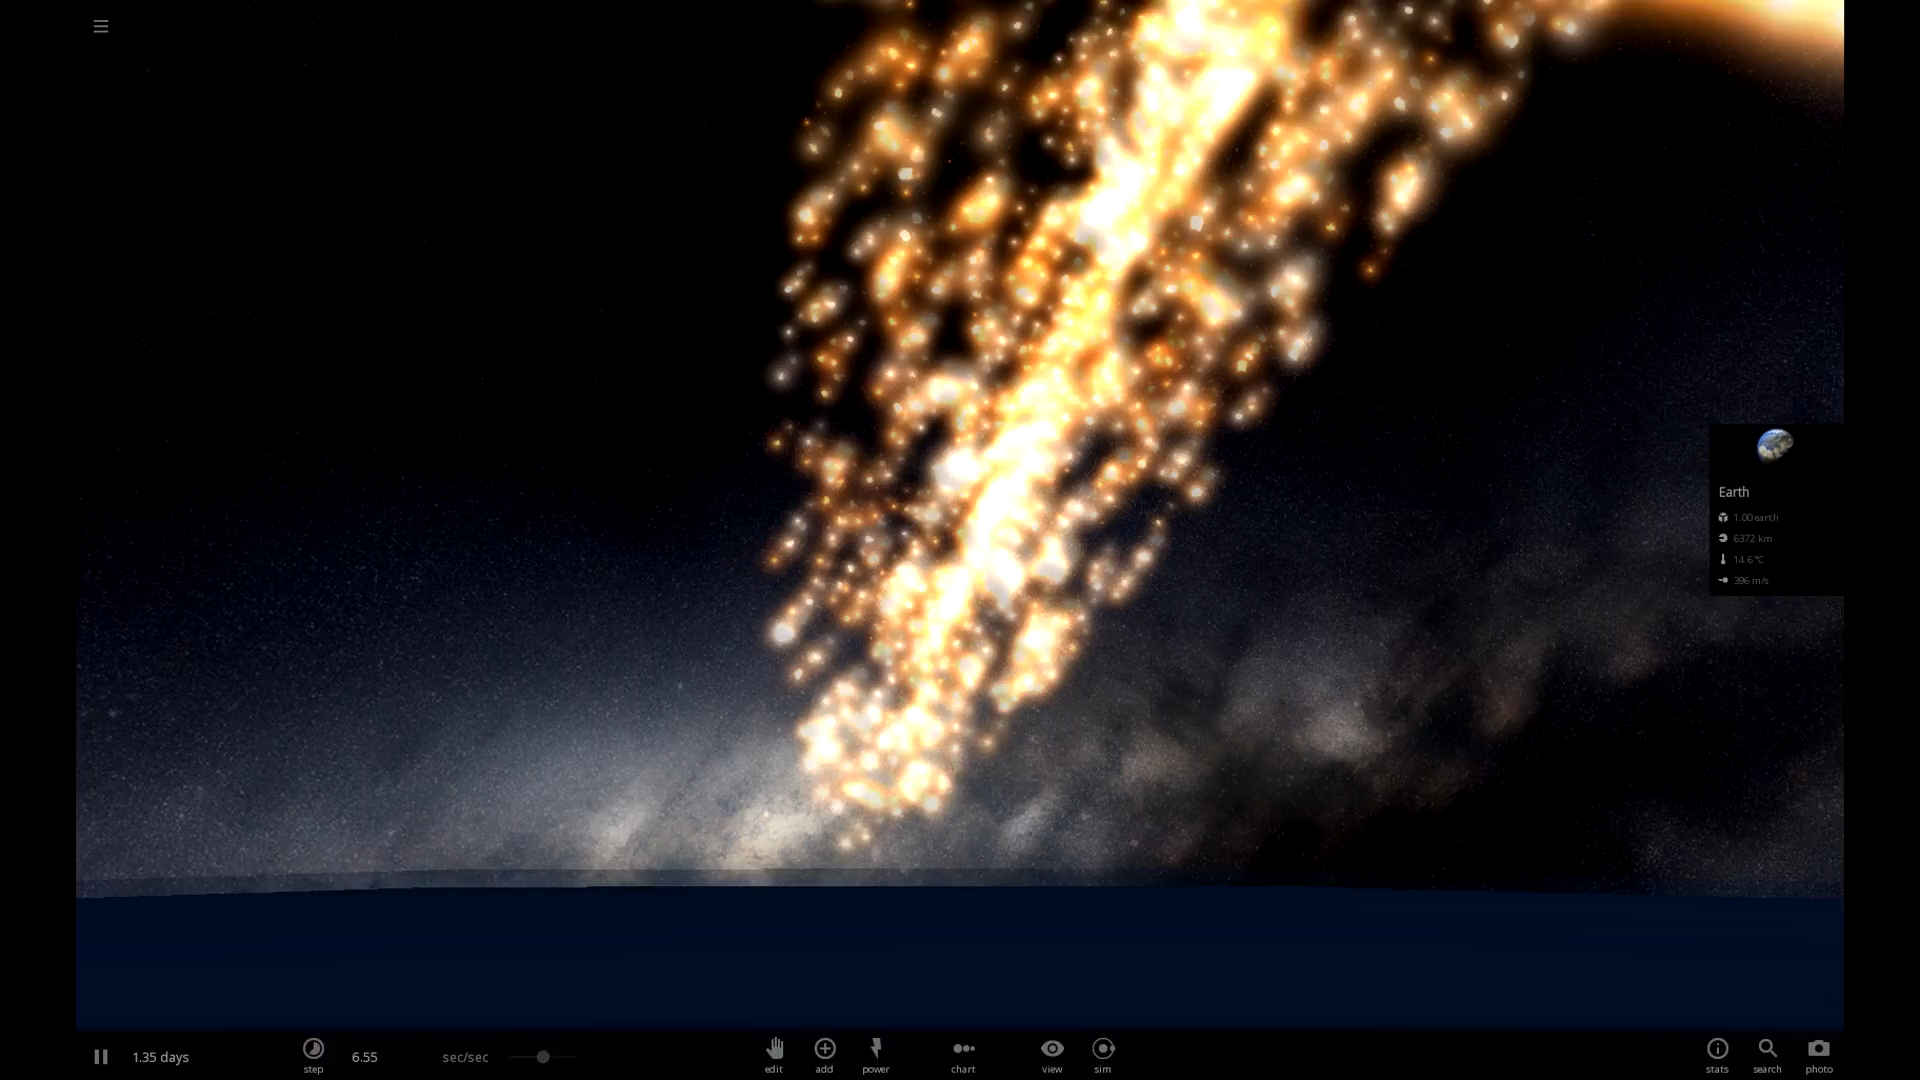 Earth
1.00 earth
6372 km
14.6 °C
396 m/s
1.35 days
step
6.55
sec/sec
edit
add
power
chart
view
sim
stats
search
photo